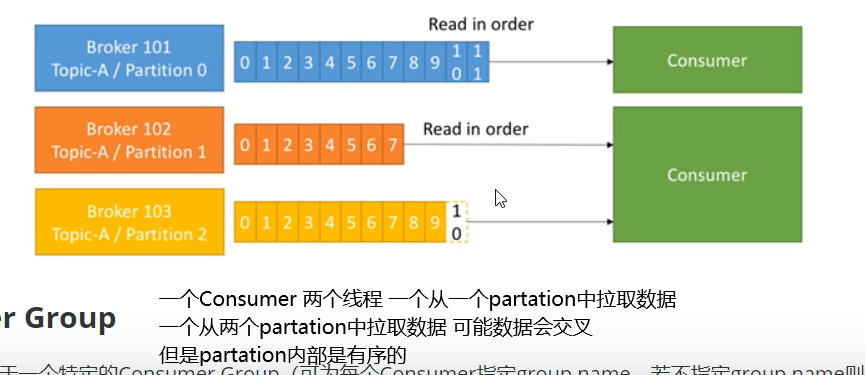 Read in order
Broker 101
Topic-A / Partition 0
0 1 2 3 4 5 6 7 8 9 10 11
Consumer
Broker 102
Topic-A / Partition 1
0 1 2 3 4 5 6 7
Read in order
Consumer
Broker 103
Topic-A / Partition 2
0 1 2 3 4 5 6 7 8 9 10
er Group
一个Consumer 两个线程 一个从一个partation中拉取数据
一个从两个partation中拉取数据 可能数据会交叉
但是partation内部是有序的
于一个特定的Consumer Group（可为每个Consumer指定group name，若不指定group name则